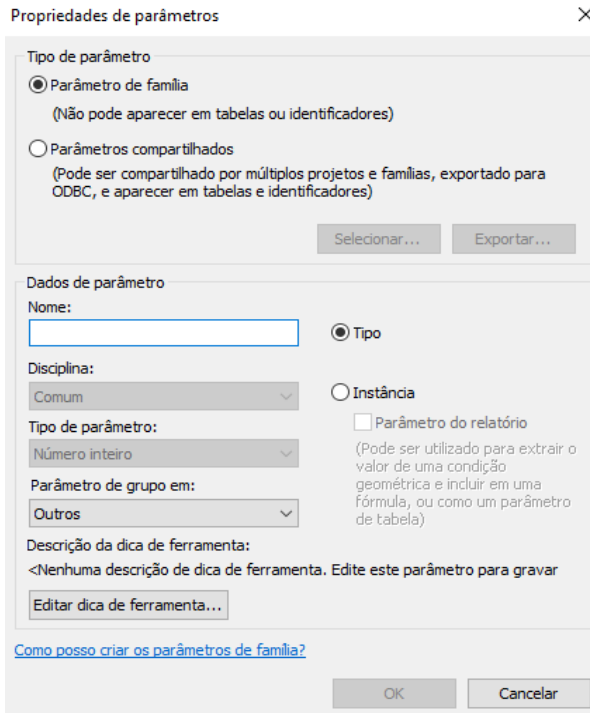 Propriedades de parâmetros
Tipo de parâmetro
Parâmetro de família
(Não pode aparecer em tabelas ou identificadores)
Parâmetros compartilhados
(Pode ser compartilhado por múltiplos projetos e famílias, exportado para
ODBC, e aparecer em tabelas e identificadores)
Selecionar...
Exportar...
Dados de parâmetro
Nome:
Tipo
Disciplina:
Comum
Instância
Parâmetro do relatório
Tipo de parâmetro:
Número inteiro
(Pode ser utilizado para extrair o
valor de uma condição
geométrica e incluir em uma
fórmula, ou como um parâmetro
de tabela)
Parâmetro de grupo em:
Outros
Descrição da dica de ferramenta:
<Nenhuma descrição de dica de ferramenta. Edite este parâmetro para gravar
Editar dica de ferramenta...
Como posso criar os parâmetros de família?
OK
Cancelar